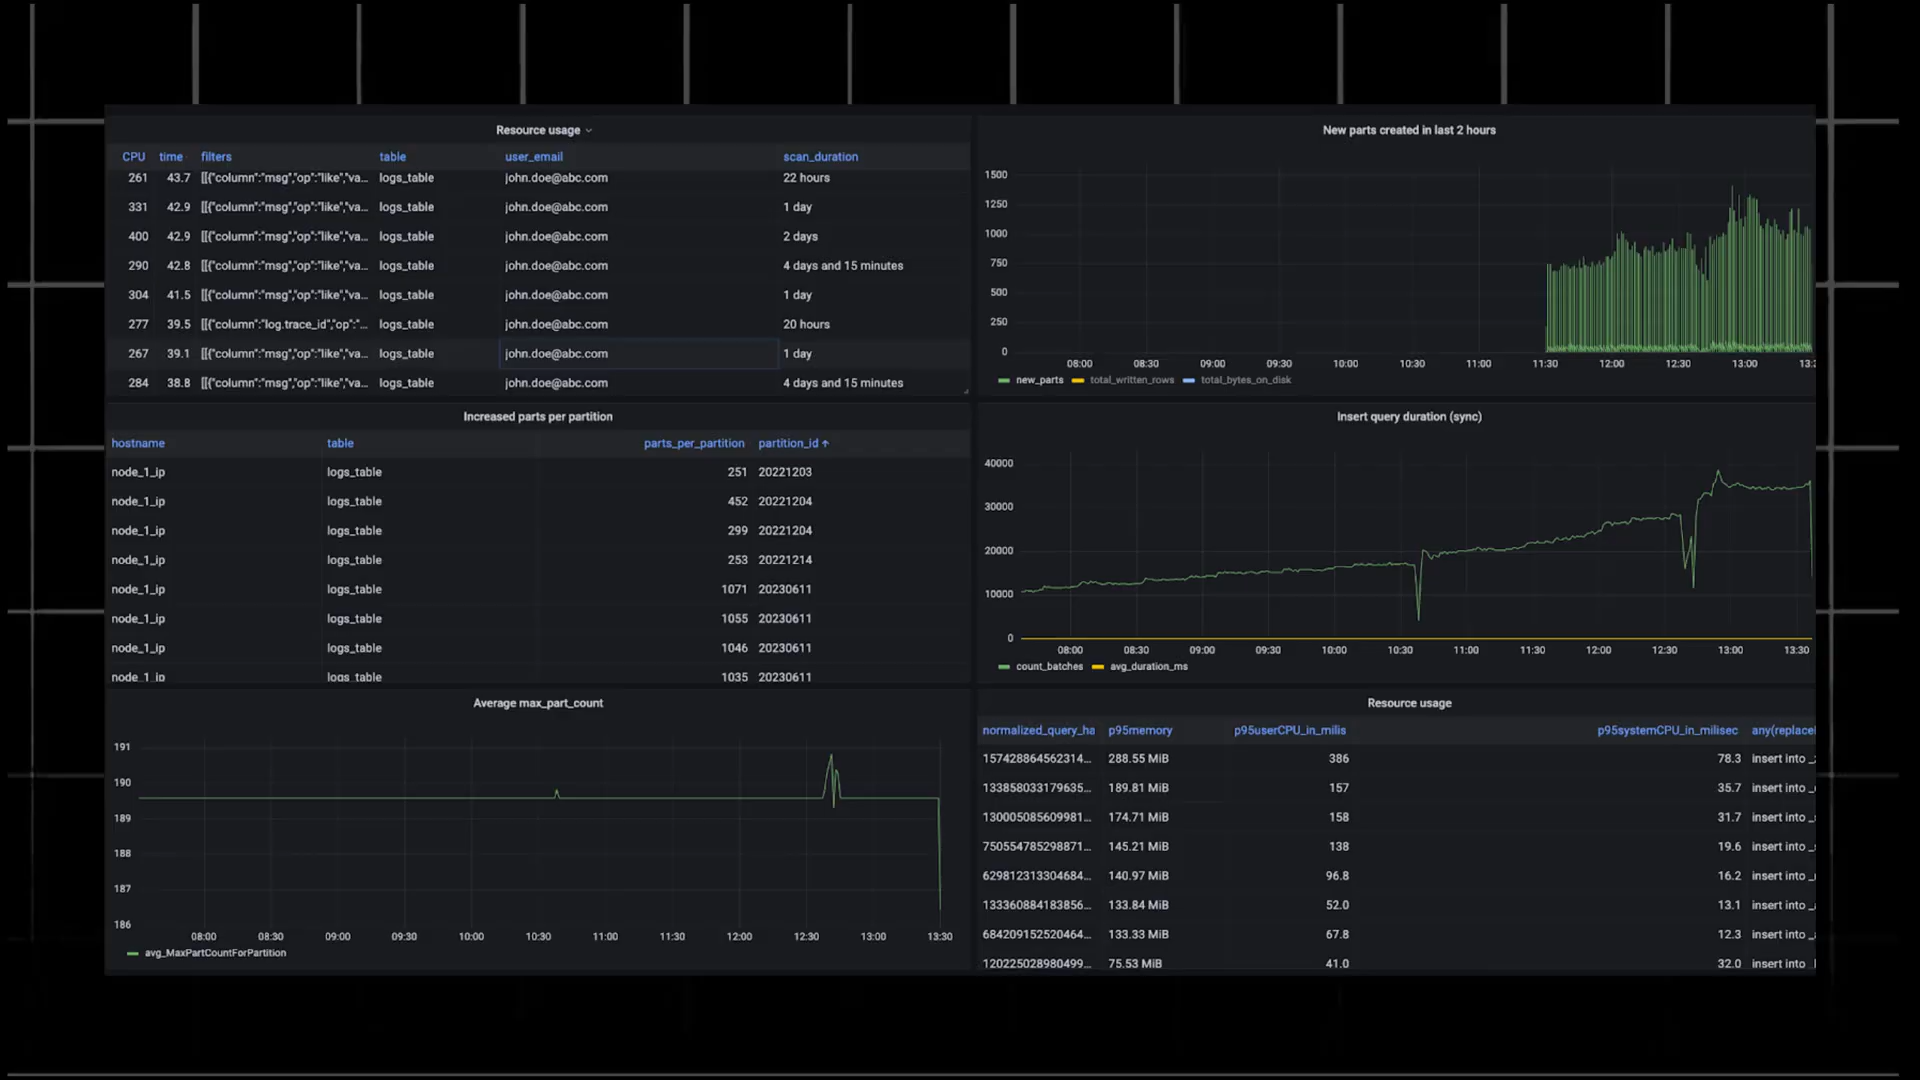 Resource usage
CPU time filters table user_email scan_duration
261 43.7 [[{"column":"msg","op":"like","va... logs_table john.doe@abc.com 22 hours
331 42.9 [[{"column":"msg","op":"like","va... logs_table john.doe@abc.com 1 day
400 42.9 [[{"column":"msg","op":"like","va... logs_table john.doe@abc.com 2 days
290 42.8 [[{"column":"msg","op":"like","va... logs_table john.doe@abc.com 4 days and 15 minutes
304 41.5 [[{"column":"msg","op":"like","va... logs_table john.doe@abc.com 1 day
277 39.5 [[{"column":"log.trace_id","op":"... logs_table john.doe@abc.com 20 hours
267 39.1 [[{"column":"msg","op":"like","va... logs_table john.doe@abc.com 1 day
284 38.8 [[{"column":"msg","op":"like","va... logs_table john.doe@abc.com 4 days and 15 minutes
New parts created in last 2 hours
1500
1250
1000
750
500
250
0
08:00 08:30 09:00 09:30 10:00 10:30 11:00 11:30 12:00 12:30 13:00 13:3
new_parts total_written_rows total_bytes_on_disk
Increased parts per partition
hostname table parts_per_partition partition_id ↑
node_1_ip logs_table 251 20221203
node_1_ip logs_table 452 20221204
node_1_ip logs_table 299 20221204
node_1_ip logs_table 253 20221214
node_1_ip logs_table 1071 20230611
node_1_ip logs_table 1055 20230611
node_1_ip logs_table 1046 20230611
node_1_ip logs_table 1035 20230611
Insert query duration (sync)
40000
30000
20000
10000
0
08:00 08:30 09:00 09:30 10:00 10:30 11:00 11:30 12:00 12:30 13:00 13:30
count_batches avg_duration_ms
Average max_part_count
191
190
189
188
187
186
08:00 08:30 09:00 09:30 10:00 10:30 11:00 11:30 12:00 12:30 13:00 13:30
avg_MaxPartCountForPartition
Resource usage
normalized_query_ha p95memory p95userCPU_in_milis p95systemCPU_in_milisec any(replace
157428864562314... 288.55 MiB 386 78.3 insert into _
133858033179635... 189.81 MiB 157 35.7 insert into _
130005085609981... 174.71 MiB 158 31.7 insert into _
750554785298871... 145.21 MiB 138 19.6 insert into _
629812313304684... 140.97 MiB 96.8 16.2 insert into _
133360884183856... 133.84 MiB 52.0 13.1 insert into _
684209152520464... 133.33 MiB 67.8 12.3 insert into _
120225028980499... 75.53 MiB 41.0 32.0 insert into _